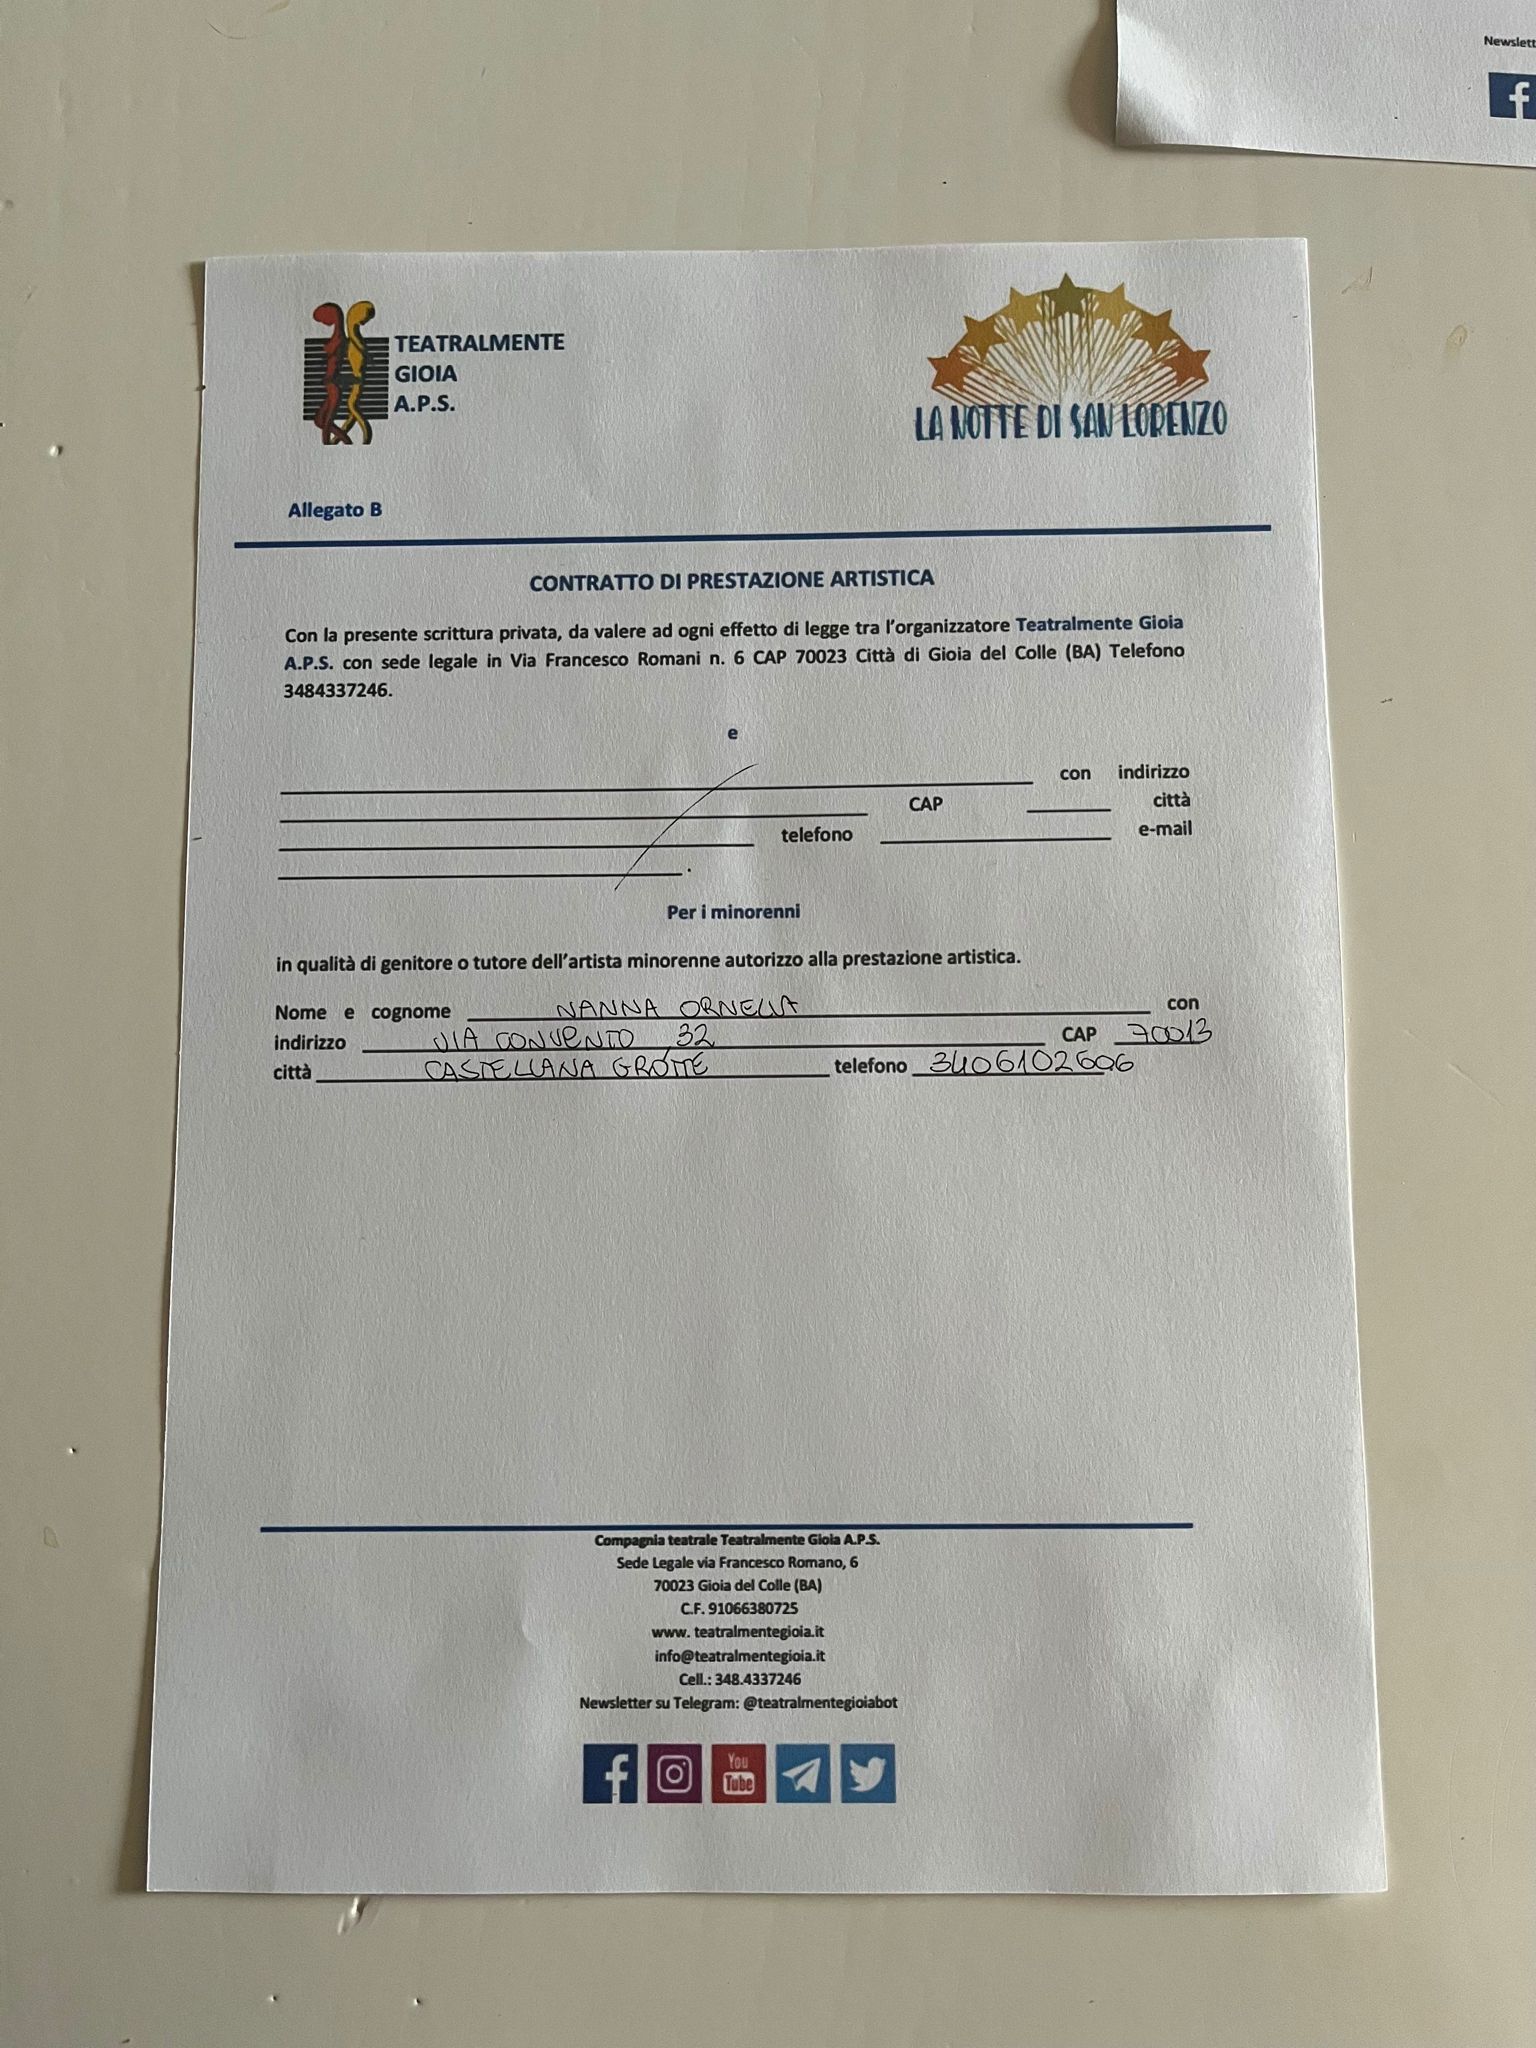 Newslett
TEATRALMENTE
GIOIA
A.P.S.
LA NOTTE DI SAN LORENZO
Allegato B
CONTRATTO DI PRESTAZIONE ARTISTICA
Con la presente scrittura privata, da valere ad ogni effetto di legge tra l'organizzatore Teatralmente Gioia
A.P.S. con sede legale in Via Francesco Romani n. 6 CAP 70023 Città di Gioia del Colle (BA) Telefono
3484337246.
e
con indirizzo
CAP città
telefono e-mail
.
Per i minorenni
in qualità di genitore o tutore dell'artista minorenne autorizzo alla prestazione artistica.
Nome e cognome NANNA ORNELLA con
indirizzo VIA CONVENTO, 32 CAP 70013
città CASTELLANA GROTTE telefono 3406102606
Compagnia teatrale Teatralmente Gioia A.P.S.
Sede Legale via Francesco Romano, 6
70023 Gioia del Colle (BA)
C.F. 91066380725
www. teatralmentegioia.it
info@teatralmentegioia.it
Cell.: 348.4337246
Newsletter su Telegram: @teatralmentegioiabot
You
Tube